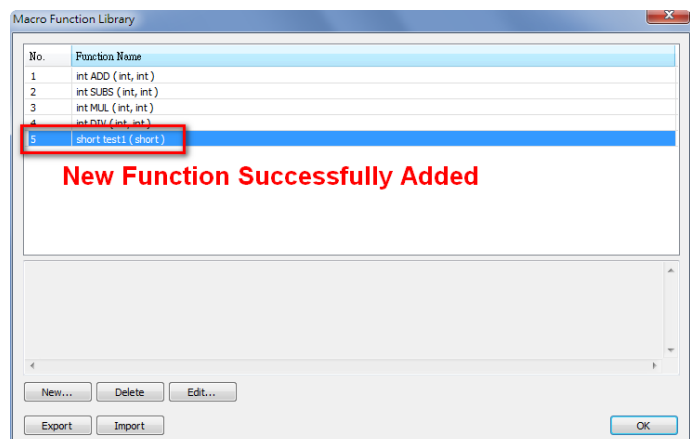 Macro Function Library
No. Function Name
1 int ADD ( int, int )
2 int SUBS ( int, int )
3 int MUL ( int, int )
4 int DIV ( int, int )
5 short test1 ( short )
New Function Successfully Added
New... Delete Edit...
Export Import OK